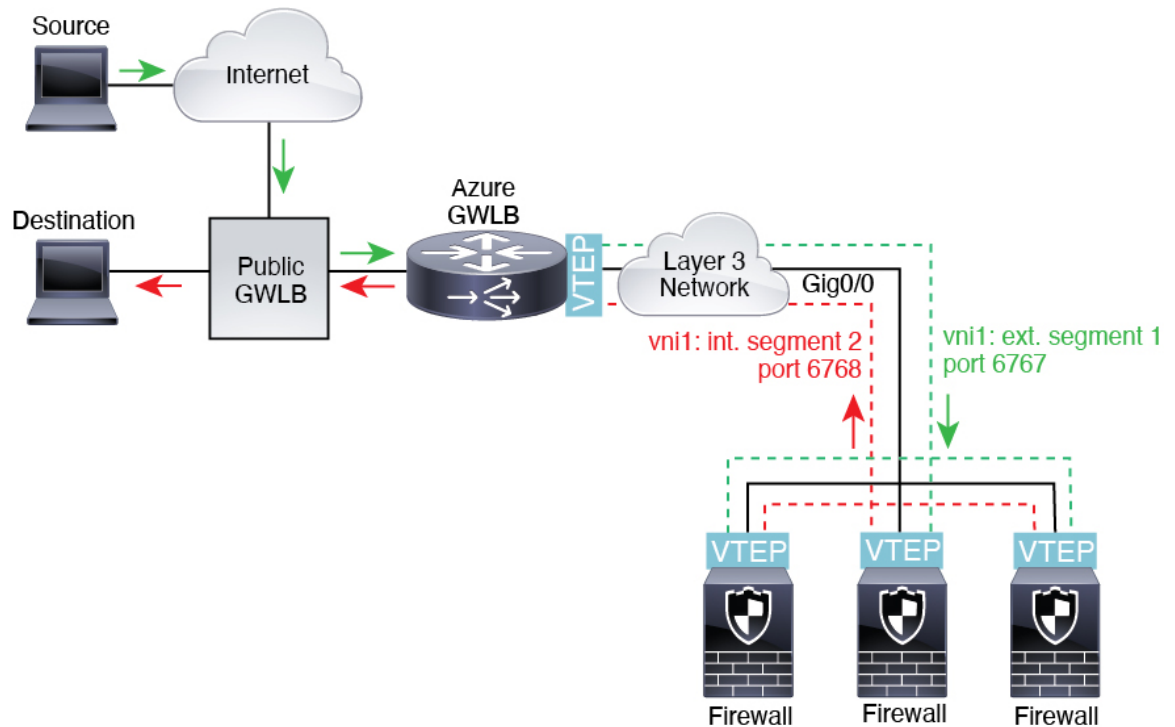 Source
Internet
Destination
Public
GWLB
Azure
GWLB
VTEP
Layer 3
Network
Gig0/0
vni1: int. segment 2
port 6768
vni1: ext. segment 1
port 6767
VTEP
VTEP
VTEP
Firewall
Firewall
Firewall